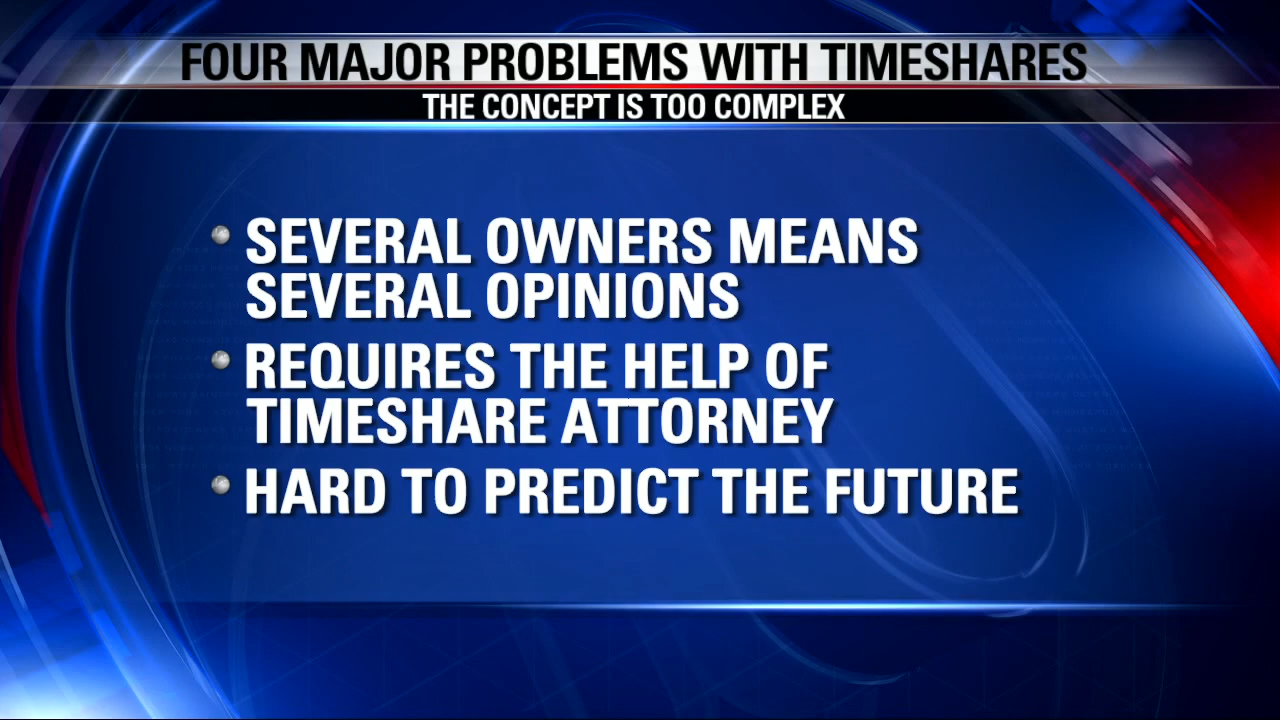 FOUR MAJOR PROBLEMS WITH TIMESHARES
THE CONCEPT IS TOO COMPLEX
• SEVERAL OWNERS MEANS
SEVERAL OPINIONS
• REQUIRES THE HELP OF
TIMESHARE ATTORNEY
• HARD TO PREDICT THE FUTURE